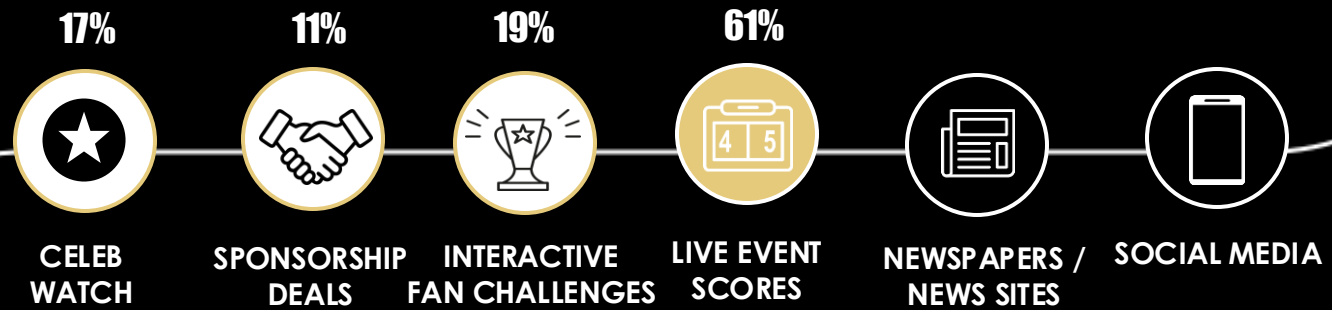 17%
11%
19%
61%
4 5
CELEB
WATCH
SPONSORSHIP
DEALS
INTERACTIVE
FAN CHALLENGES
LIVE EVENT
SCORES
NEWSPAPERS /
NEWS SITES
SOCIAL MEDIA